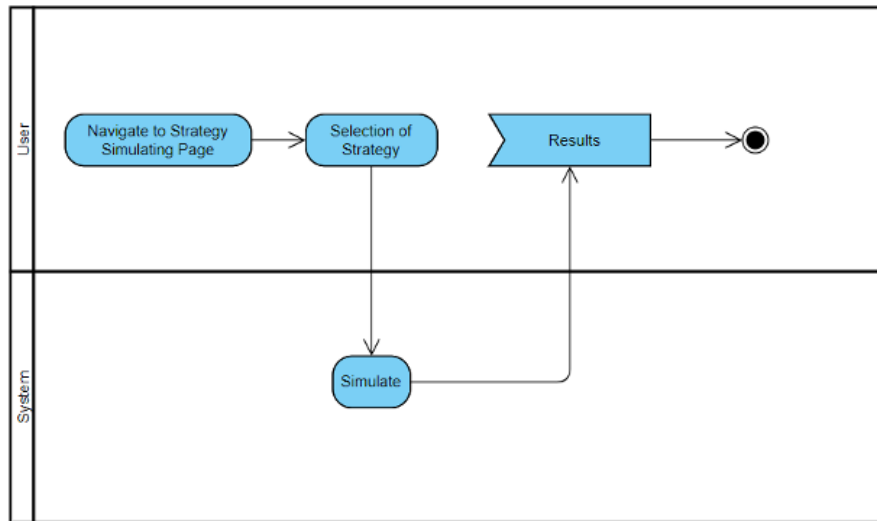 User
Navigate to Strategy
Simulating Page
Selection of
Strategy
Results
System
Simulate